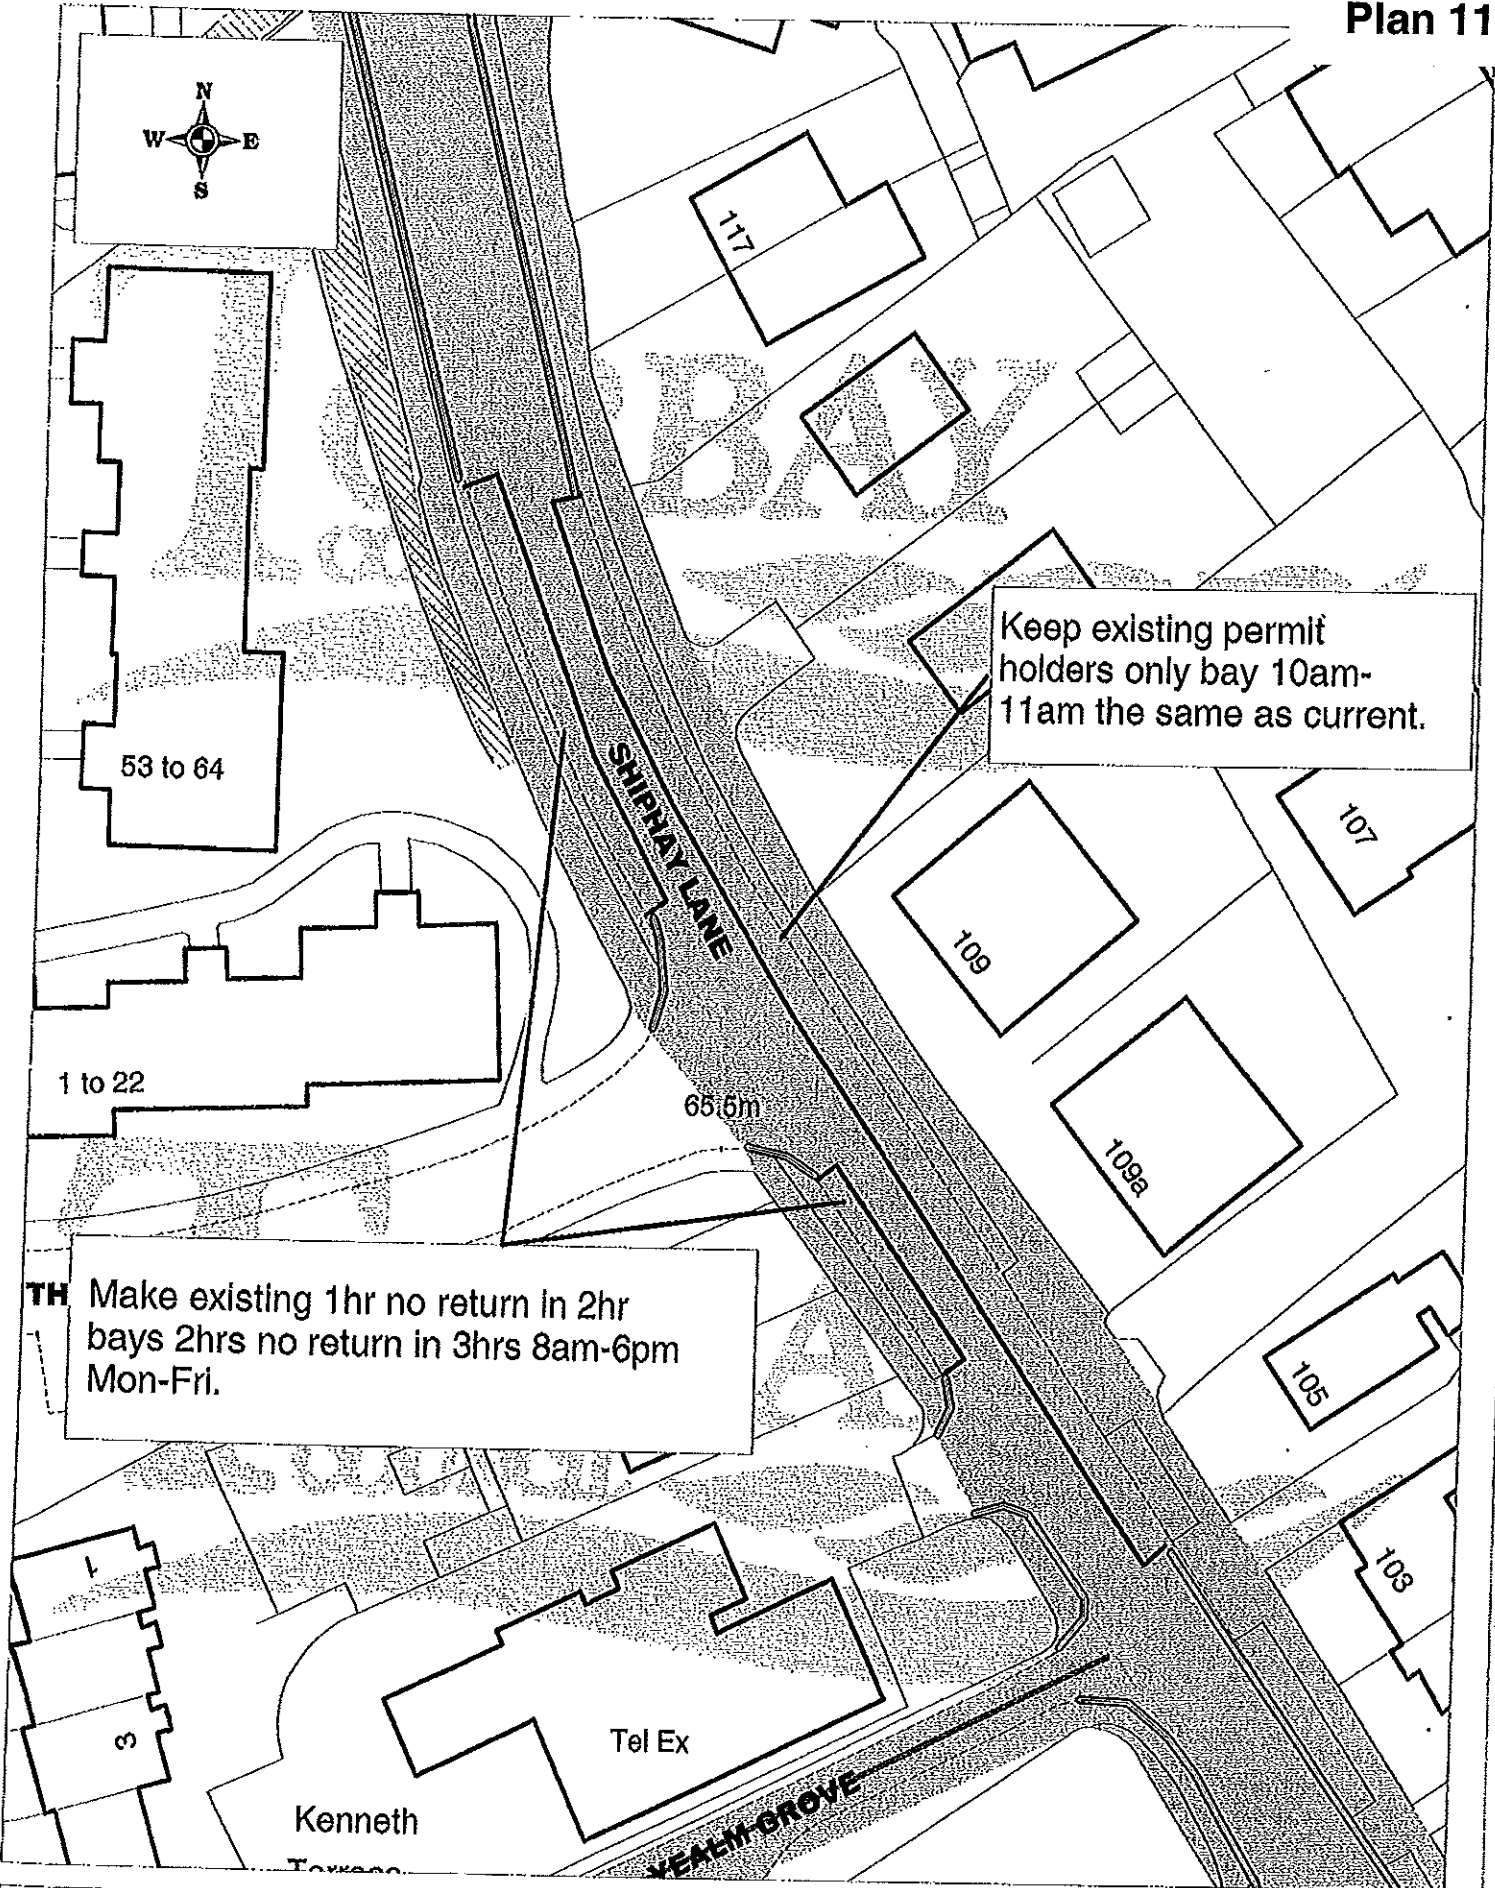 Plan 11
N
W E
S
117
BAY
Keep existing permit
holders only bay 10am-
11am the same as current.
53 to 64
SHIPHAY LANE
107
109
1 to 22
65.5m
109a
TH
Make existing 1hr no return in 2hr
bays 2hrs no return in 3hrs 8am-6pm
Mon-Fri.
105
1
103
3
Tel Ex
YEALM GROVE
Kenneth
Terrace